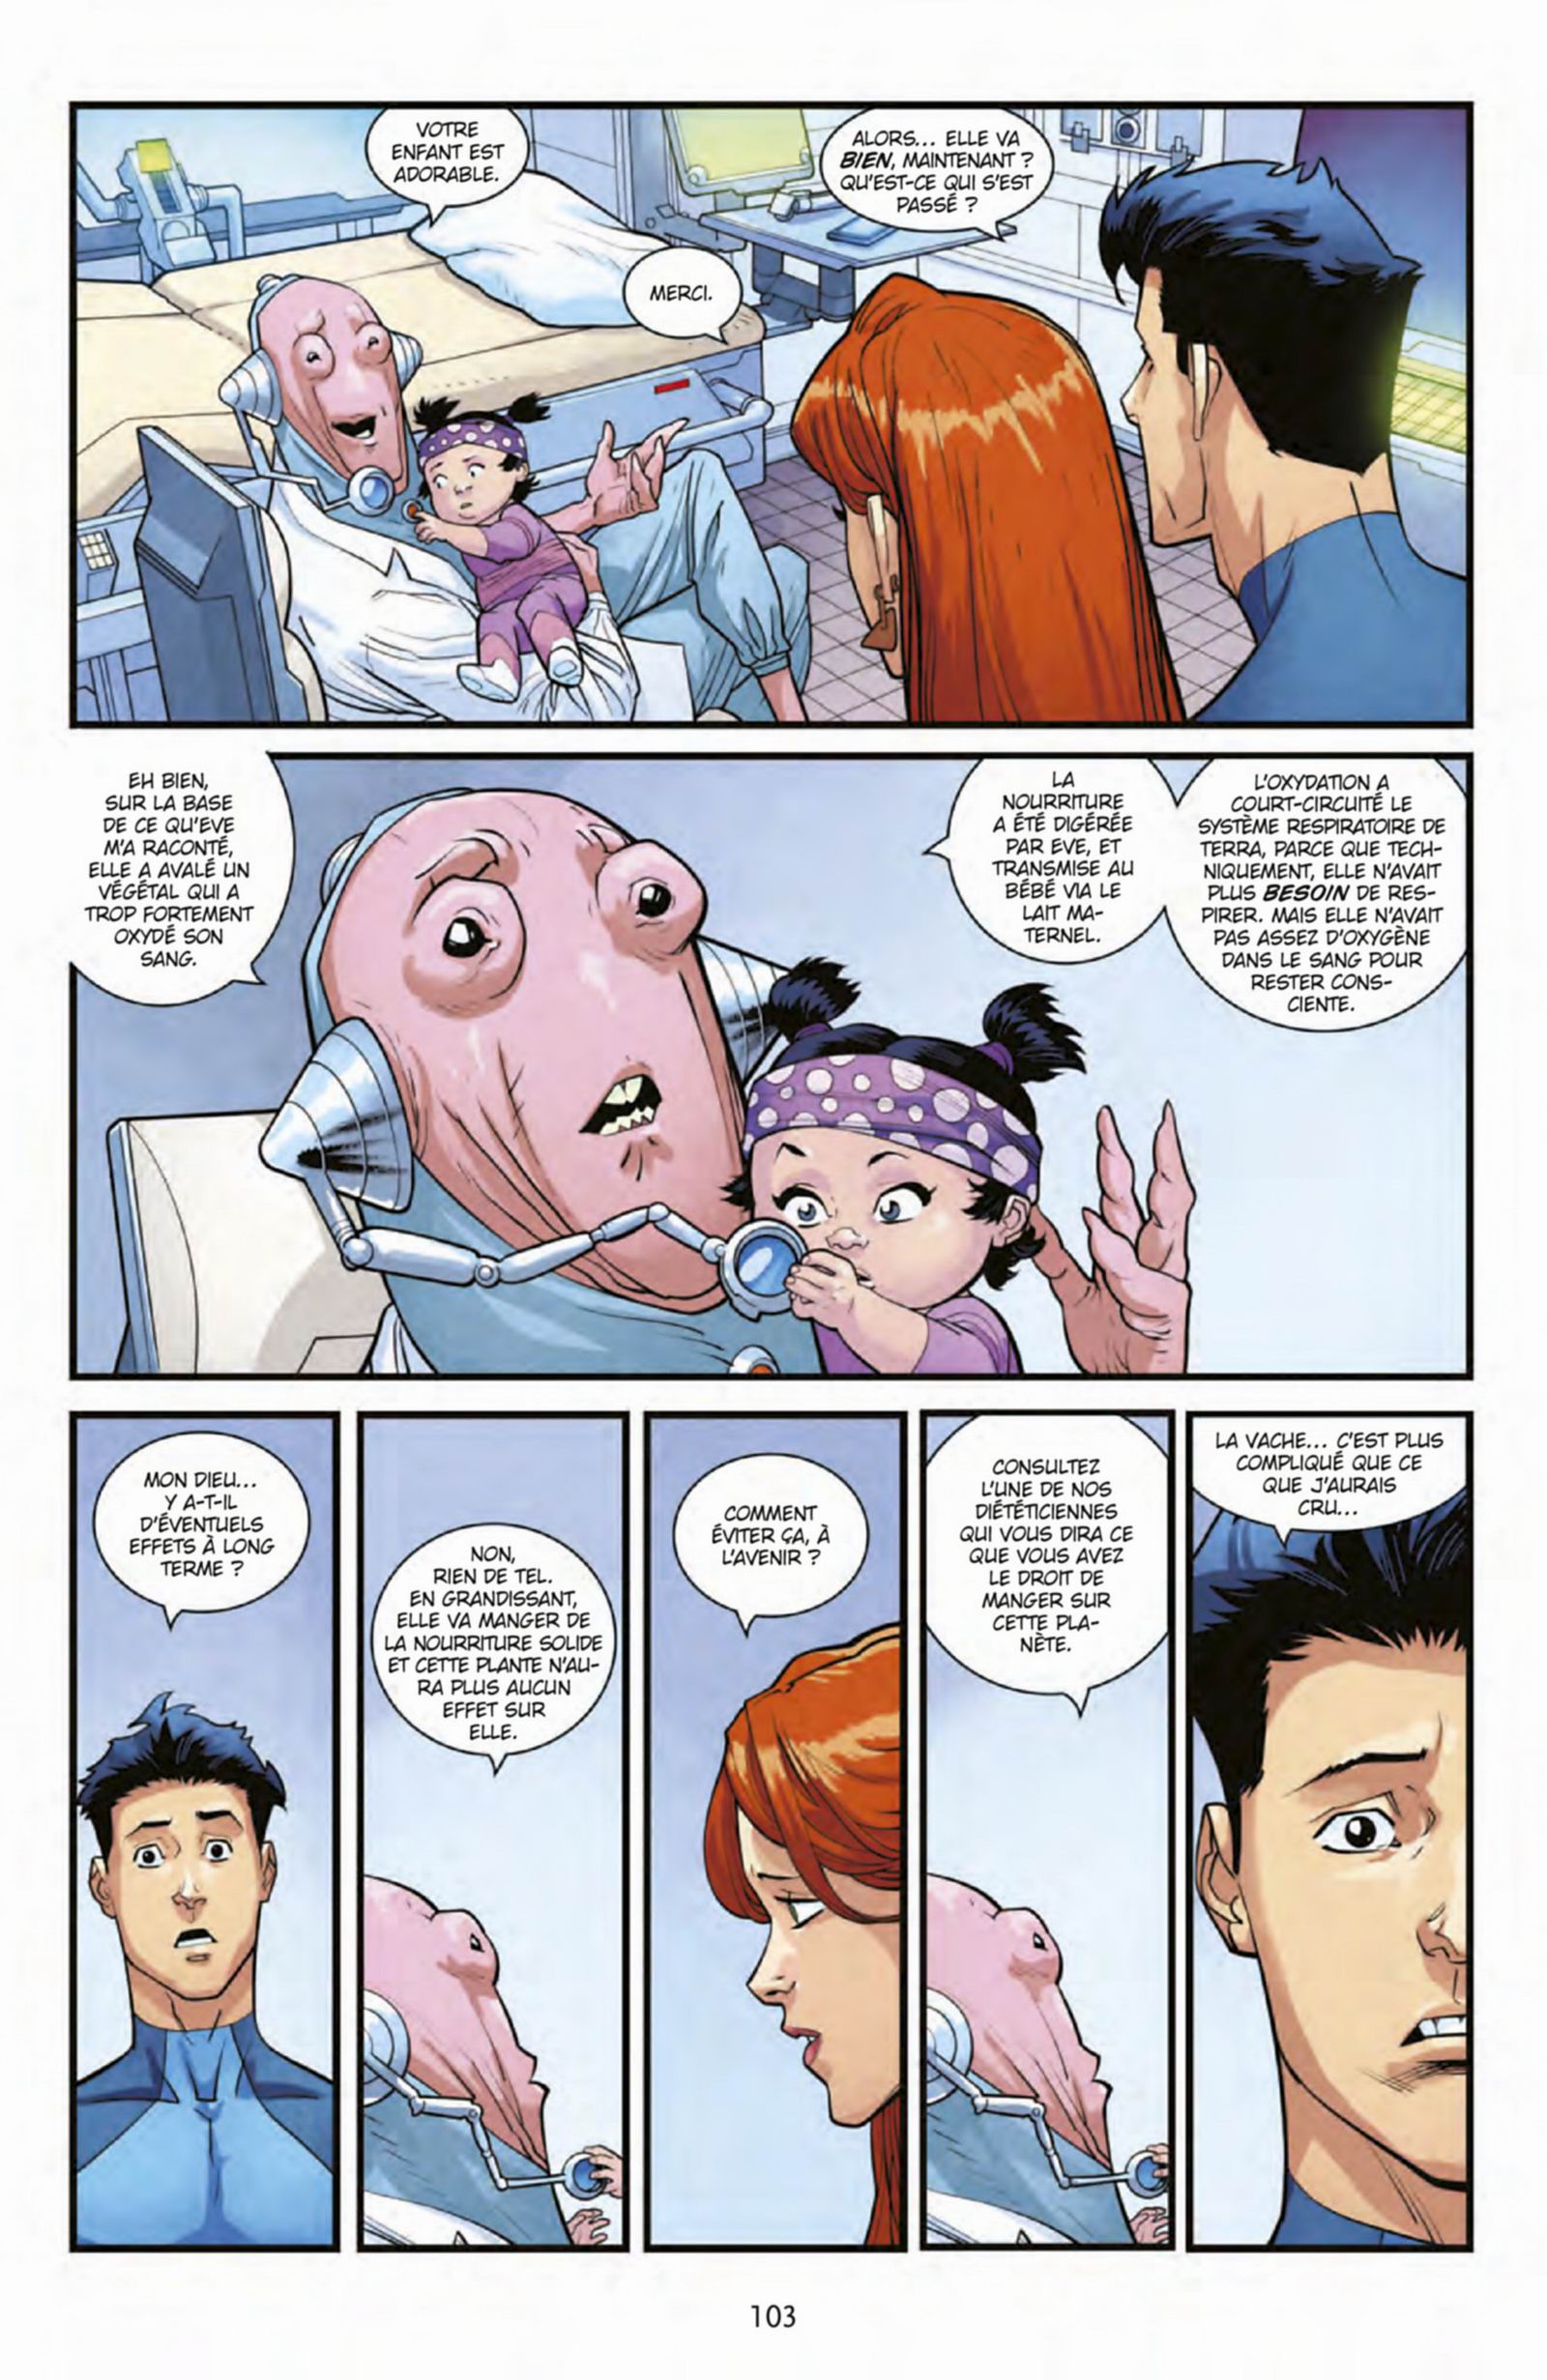 VOTRE
ENFANT EST
ADORABLE.
MERCI.
ALORS... ELLE VA
BIEN, MAINTENANT ?
QU'EST-CE QUI S'EST
PASSÉ ?
EH BIEN,
SUR LA BASE
DE CE QU'EVE
M'A RACONTÉ,
ELLE A AVALÉ UN
VÉGÉTAL QUI A
TROP FORTEMENT
OXYDÉ SON
SANG.
LA
NOURRITURE
A ÉTÉ DIGÉRÉE
PAR EVE, ET
TRANSMISE AU
BÉBÉ VIA LE
LAIT MA-
TERNEL.
L'OXYDATION A
COURT-CIRCUITÉ LE
SYSTÈME RESPIRATOIRE DE
TERRA, PARCE QUE TECH-
NIQUEMENT, ELLE N'AVAIT
PLUS BESOIN DE RES-
PIRER. MAIS ELLE N'AVAIT
PAS ASSEZ D'OXYGÈNE
DANS LE SANG POUR
RESTER CONS-
CIENTE.
MON DIEU...
Y A-T-IL
D'ÉVENTUELS
EFFETS À LONG
TERME ?
NON,
RIEN DE TEL.
EN GRANDISSANT,
ELLE VA MANGER DE
LA NOURRITURE SOLIDE
ET CETTE PLANTE N'AU-
RA PLUS AUCUN
EFFET SUR
ELLE.
COMMENT
ÉVITER ÇA, À
L'AVENIR ?
CONSULTEZ
L'UNE DE NOS
DIÉTÉTICIENNES
QUI VOUS DIRA CE
QUE VOUS AVEZ
LE DROIT DE
MANGER SUR
CETTE PLA-
NÈTE.
LA VACHE... C'EST PLUS
COMPLIQUÉ QUE CE
QUE J'AURAIS
CRU...
103